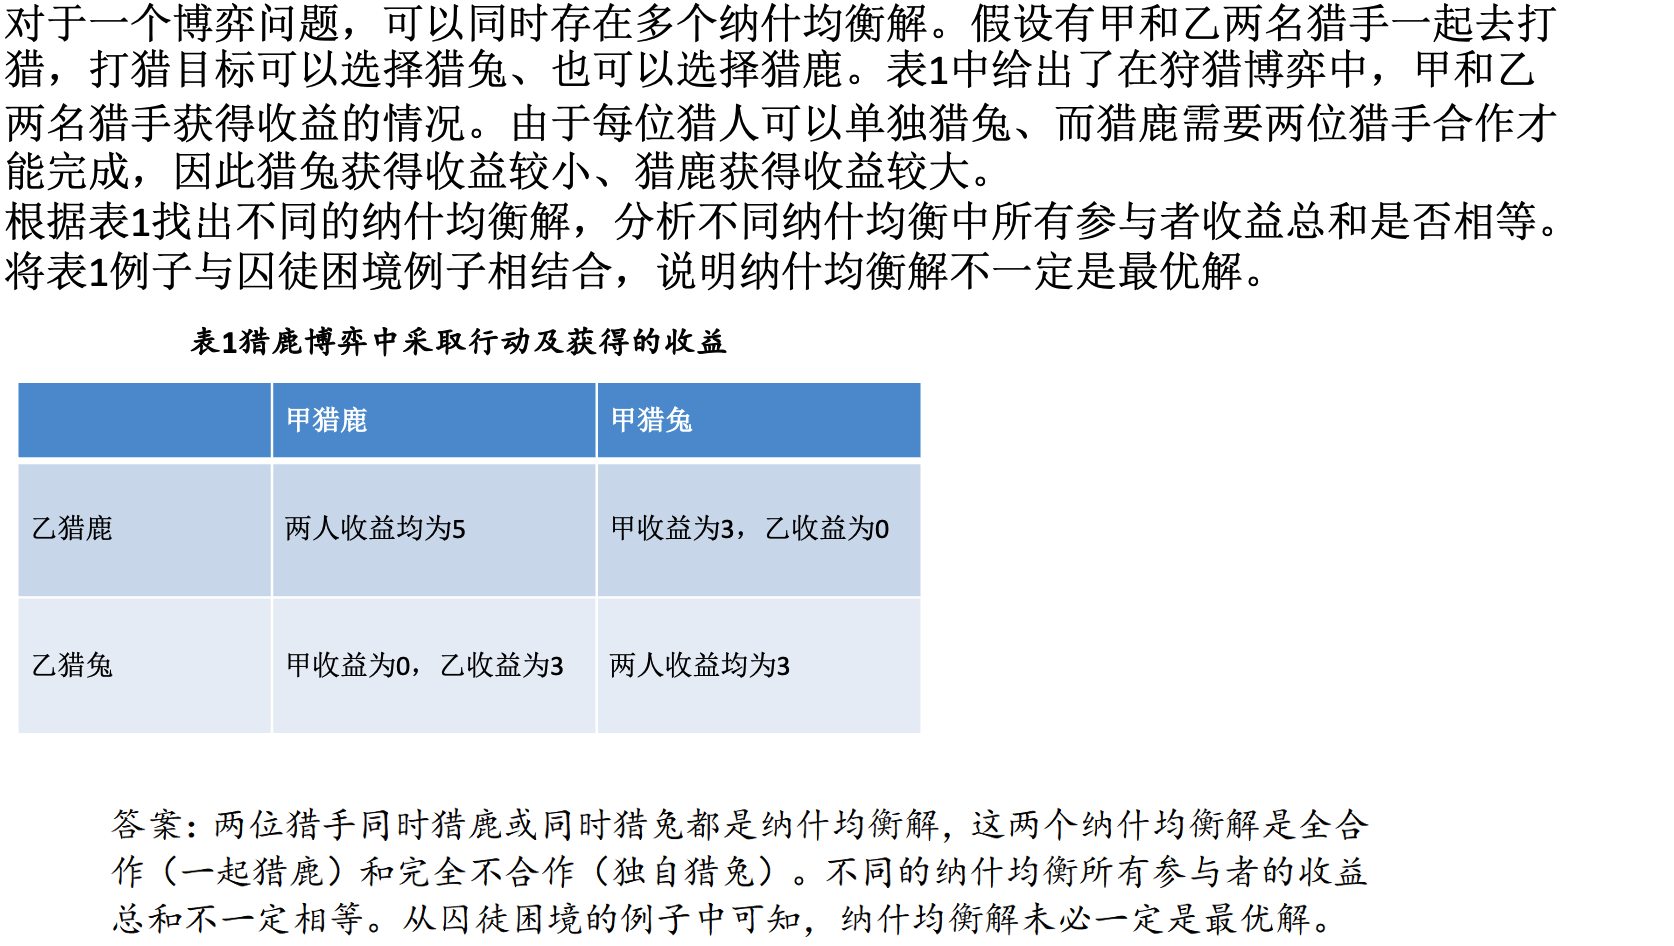 对于一个博弈问题，可以同时存在多个纳什均衡解。假设有甲和乙两名猎手一起去打
猎，打猎目标可以选择猎兔、也可以选择猎鹿。表1中给出了在狩猎博弈中，甲和乙
两名猎手获得收益的情况。由于每位猎人可以单独猎兔、而猎鹿需要两位猎手合作才
能完成，因此猎兔获得收益较小、猎鹿获得收益较大。
根据表1找出不同的纳什均衡解，分析不同纳什均衡中所有参与者收益总和是否相等。
将表1例子与囚徒困境例子相结合，说明纳什均衡解不一定是最优解。
表1猎鹿博弈中采取行动及获得的收益
甲猎鹿 甲猎兔
乙猎鹿 两人收益均为5 甲收益为3，乙收益为0
乙猎兔 甲收益为0，乙收益为3 两人收益均为3
答案：两位猎手同时猎鹿或同时猎兔都是纳什均衡解，这两个纳什均衡解是全合
作（一起猎鹿）和完全不合作（独自猎兔）。不同的纳什均衡所有参与者的收益
总和不一定相等。从囚徒困境的例子中可知，纳什均衡解未必一定是最优解。